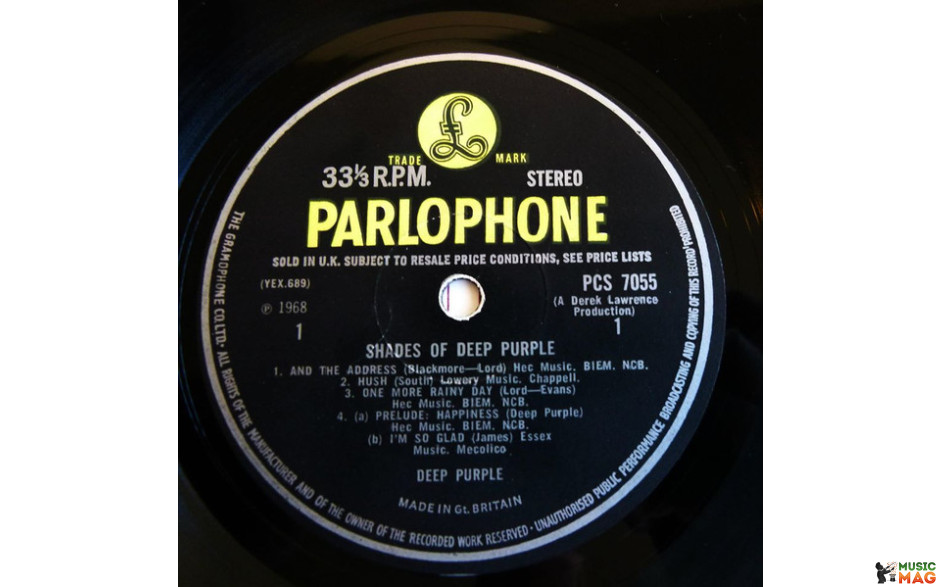 £
TRADE MARK
33⅓ R.P.M. STEREO
PARLOPHONE
SOLD IN U.K. SUBJECT TO RESALE PRICE CONDITIONS, SEE PRICE LISTS
(YEX.689) PCS 7055
℗ 1968 (A Derek Lawrence
Production)
1 1
SHADES OF DEEP PURPLE
1. AND THE ADDRESS (Blackmore—Lord) Hec Music. BIEM. NCB.
2. HUSH (South) Lowery Music. Chappell.
3. ONE MORE RAINY DAY (Lord—Evans)
Hec Music. BIEM. NCB.
4. (a) PRELUDE: HAPPINESS (Deep Purple)
Hec Music. BIEM. NCB.
(b) I'M SO GLAD (James) Essex
Music. Mecolico
DEEP PURPLE
MADE IN Gt. BRITAIN
THE GRAMOPHONE CO. LTD. · ALL RIGHTS OF THE MANUFACTURER AND OF THE OWNER OF THE RECORDED WORK RESERVED · UNAUTHORISED PUBLIC PERFORMANCE BROADCASTING AND COPYING OF THIS RECORD PROHIBITED
MUSIC
MAG